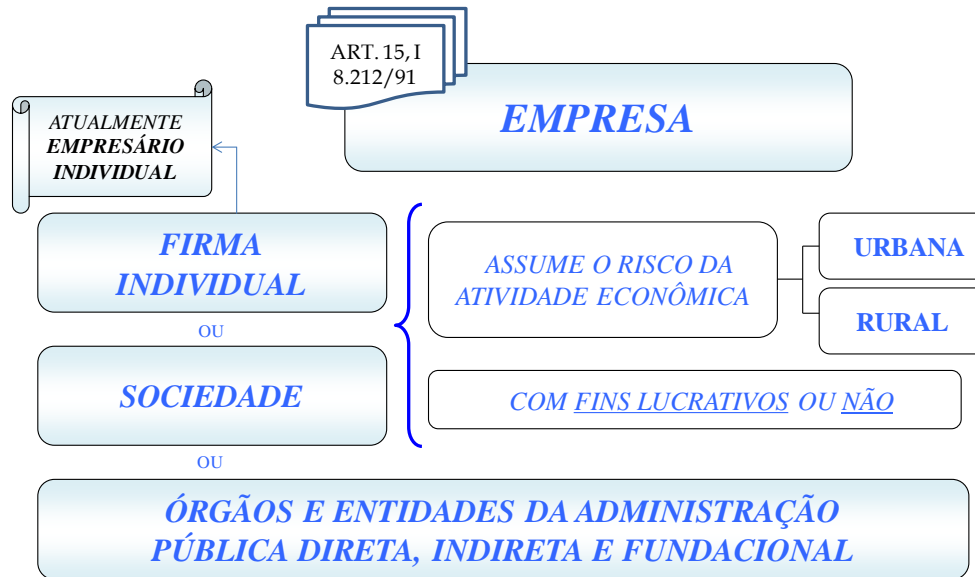 ART. 15, I
8.212/91
EMPRESA
ATUALMENTE
EMPRESÁRIO
INDIVIDUAL
FIRMA
INDIVIDUAL
OU
SOCIEDADE
OU
ASSUME O RISCO DA
ATIVIDADE ECONÔMICA
URBANA
RURAL
COM FINS LUCRATIVOS OU NÃO
ÓRGÃOS E ENTIDADES DA ADMINISTRAÇÃO
PÚBLICA DIRETA, INDIRETA E FUNDACIONAL